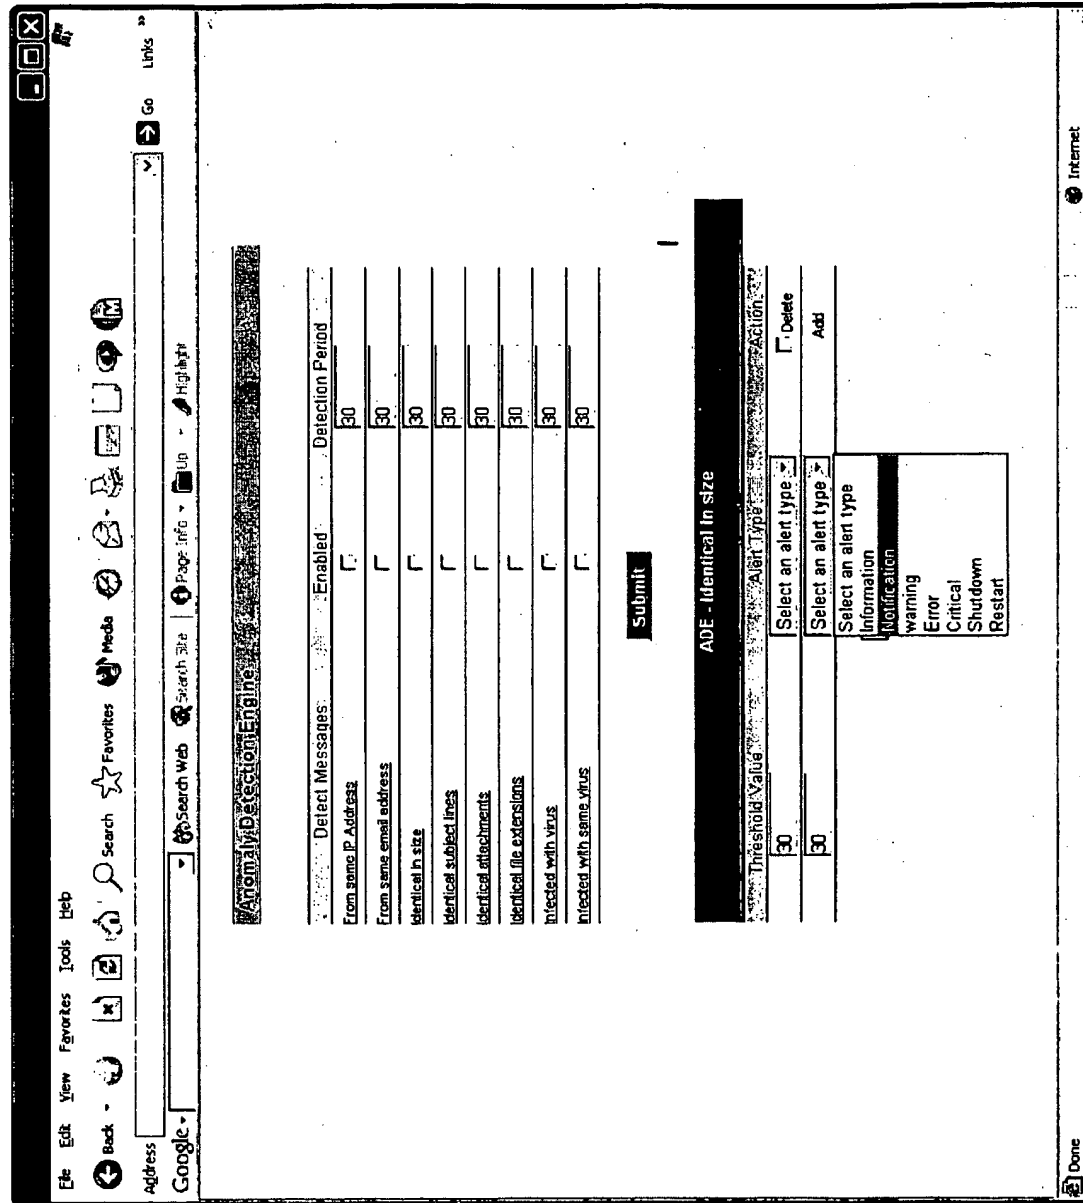 File Edit View Favorites Tools Help
Back Search Favorites Media
Address Go Links »
Google Search Web Search Site Page Info Up Highlight
Anomaly Detection Engine
Detect Messages Enabled Detection Period
From same IP Address 30
From same email address 30
Identical in size 30
Identical subject lines 30
Identical attachments 30
Identical file extensions 30
Infected with virus 30
Infected with same virus 30
Submit
ADE - Identical in size
Threshold Value Alert Type Action
30 Select an alert type Delete
30 Select an alert type Add
Select an alert type
Information
Notification
warning
Error
Critical
Shutdown
Restart
Done Internet